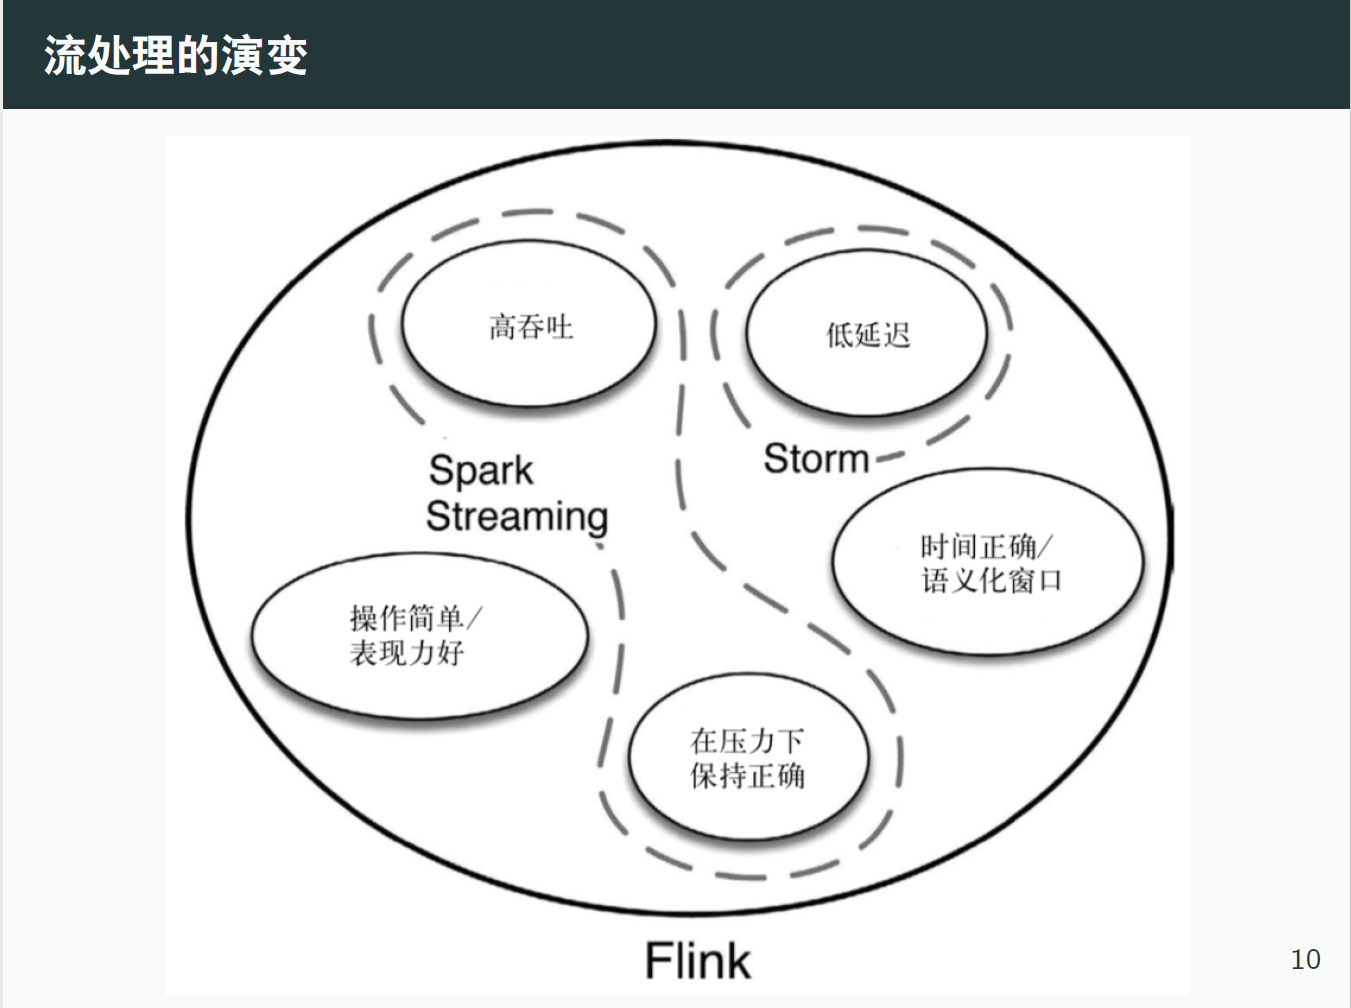 流处理的演变
高吞吐
低延迟
Spark
Streaming
Storm
时间正确/
语义化窗口
操作简单/
表现力好
在压力下
保持正确
Flink
10